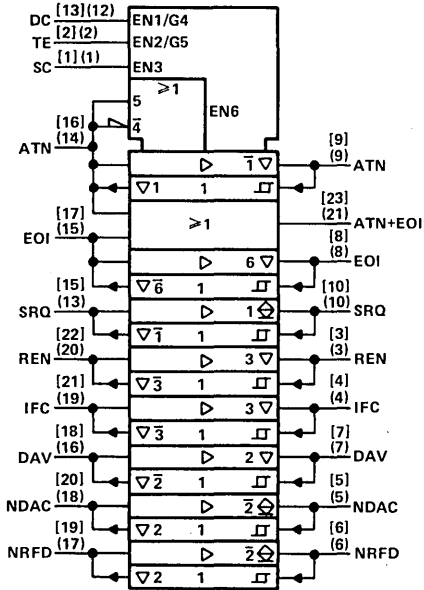 DC [13](12) EN1/G4
TE [2](2) EN2/G5
SC [1](1) EN3
≥1
5 EN6
[16] 4̅ [9]
(14) (9)
ATN ▷ 1̅ ▽ ATN
▽1 1 [23]
[17] (21)
(15) ≥1 ATN+EOI
EOI [8]
(8)
▷ 6 ▽ EOI
[15] ▽6̅ 1 [10]
(13) (10)
SRQ ▷ 1 SRQ
[22] ▽1̅ 1 [3]
(20) (3)
REN ▷ 3 ▽ REN
[21] ▽3̅ 1 [4]
(19) (4)
IFC ▷ 3 ▽ IFC
[18] ▽3̅ 1 [7]
(16) (7)
DAV ▷ 2 ▽ DAV
[20] ▽2̅ 1 [5]
(18) (5)
NDAC ▷ 2̅ NDAC
[19] ▽2 1 [6]
(17) (6)
NRFD ▷ 2̅ NRFD
▽2 1